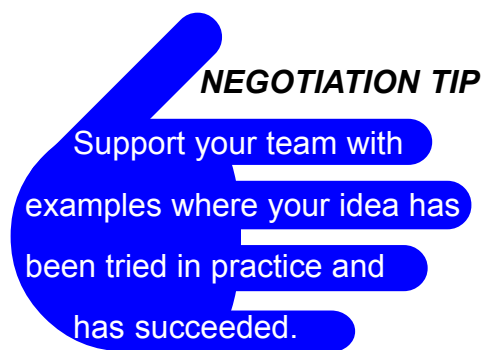 NEGOTIATION TIP
Support your team with
examples where your idea has
been tried in practice and
has succeeded.